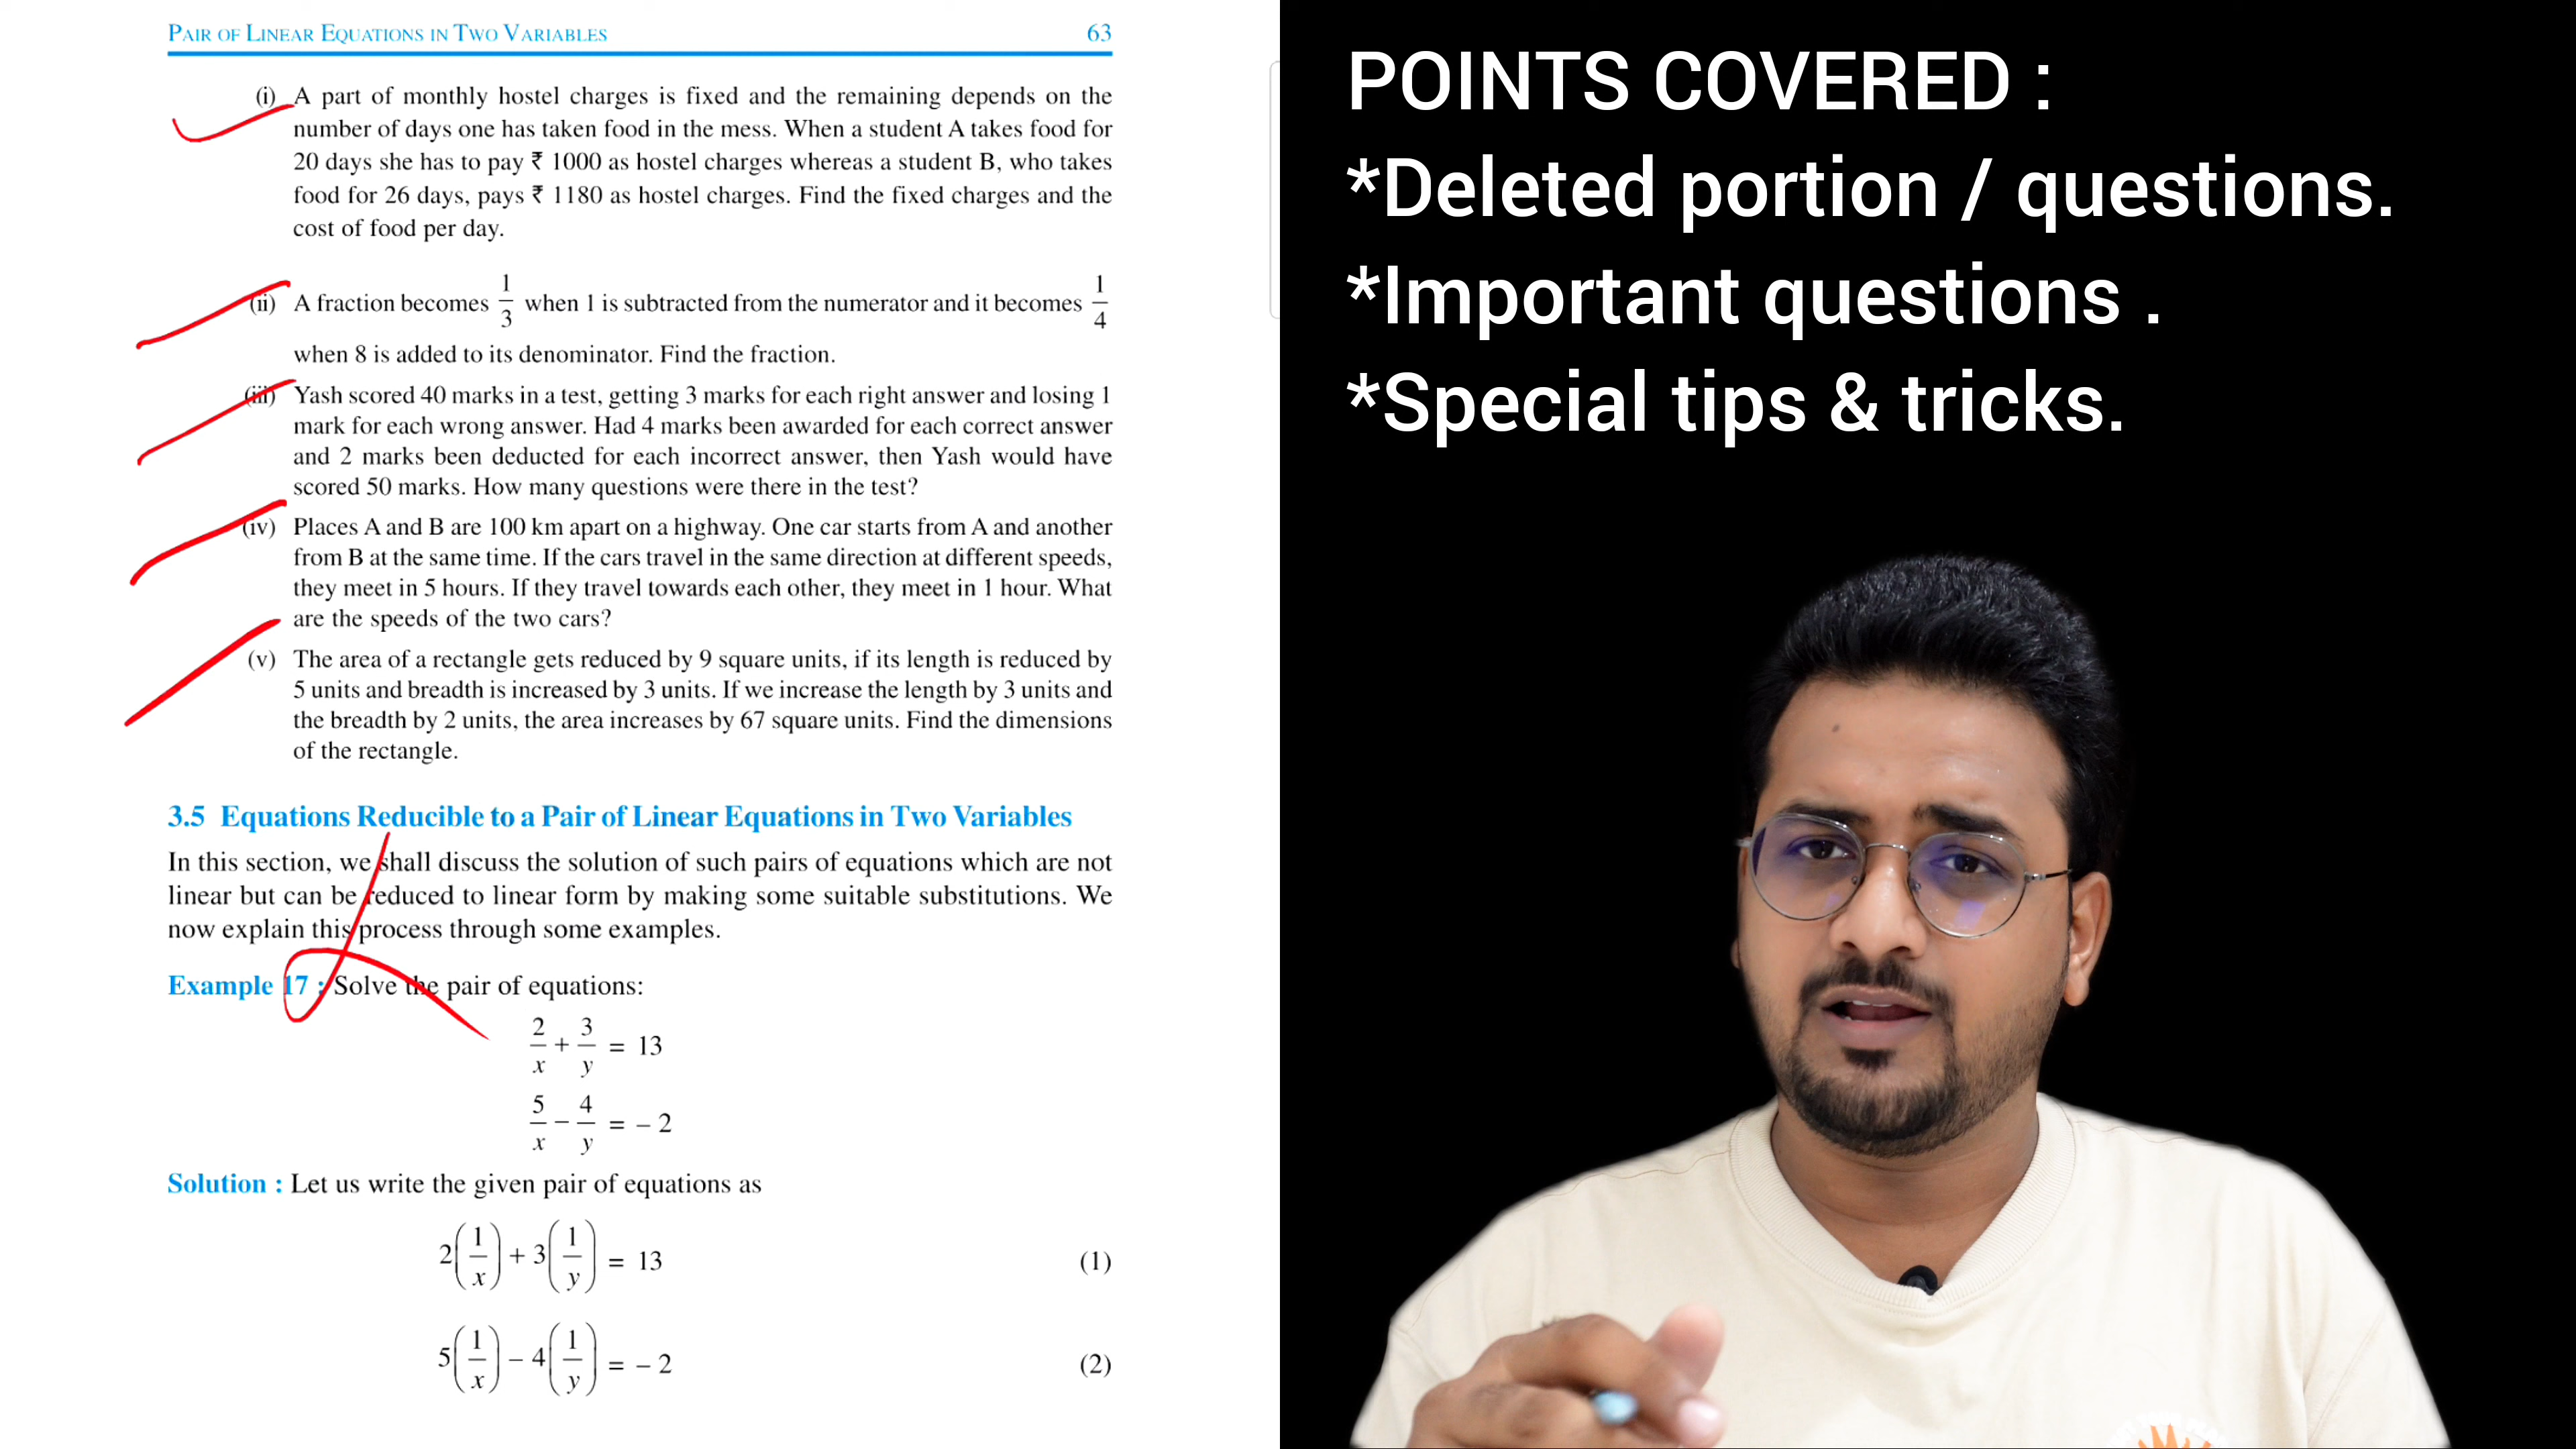 PAIR OF LINEAR EQUATIONS IN TWO VARIABLES 63
(i) A part of monthly hostel charges is fixed and the remaining depends on the
number of days one has taken food in the mess. When a student A takes food for
20 days she has to pay ₹ 1000 as hostel charges whereas a student B, who takes
food for 26 days, pays ₹ 1180 as hostel charges. Find the fixed charges and the
cost of food per day.
(ii) A fraction becomes 1/3 when 1 is subtracted from the numerator and it becomes 1/4
when 8 is added to its denominator. Find the fraction.
(iii) Yash scored 40 marks in a test, getting 3 marks for each right answer and losing 1
mark for each wrong answer. Had 4 marks been awarded for each correct answer
and 2 marks been deducted for each incorrect answer, then Yash would have
scored 50 marks. How many questions were there in the test?
(iv) Places A and B are 100 km apart on a highway. One car starts from A and another
from B at the same time. If the cars travel in the same direction at different speeds,
they meet in 5 hours. If they travel towards each other, they meet in 1 hour. What
are the speeds of the two cars?
(v) The area of a rectangle gets reduced by 9 square units, if its length is reduced by
5 units and breadth is increased by 3 units. If we increase the length by 3 units and
the breadth by 2 units, the area increases by 67 square units. Find the dimensions
of the rectangle.
3.5 Equations Reducible to a Pair of Linear Equations in Two Variables
In this section, we shall discuss the solution of such pairs of equations which are not
linear but can be reduced to linear form by making some suitable substitutions. We
now explain this process through some examples.
Example 17 : Solve the pair of equations:
2/x + 3/y = 13
5/x − 4/y = − 2
Solution : Let us write the given pair of equations as
2(1/x) + 3(1/y) = 13 (1)
5(1/x) − 4(1/y) = − 2 (2)
POINTS COVERED :
*Deleted portion / questions.
*Important questions .
*Special tips & tricks.